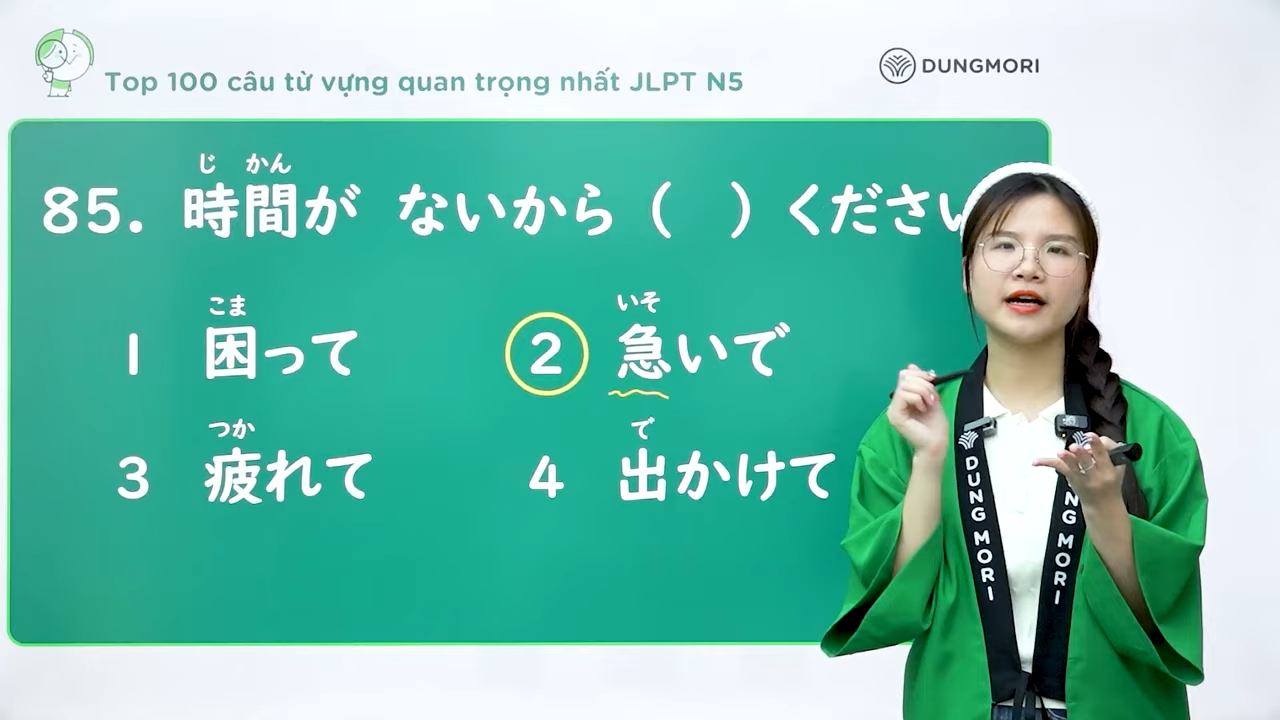 Top 100 câu từ vựng quan trọng nhất JLPT N5
DUNGMORI
じ かん
85. 時間が ないから ( ) ください
こま
1 困って
いそ
2 急いで
つか
3 疲れて
で
4 出かけて
DUNG MORI
NG MORI